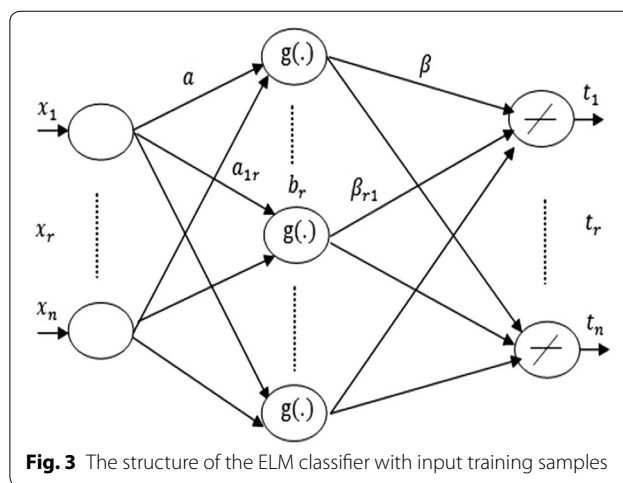 g(.)
a
β
x₁
t₁
a₁ᵣ
bᵣ
βᵣ₁
xᵣ
g(.)
tᵣ
xₙ
tₙ
g(.)
Fig. 3 The structure of the ELM classifier with input training samples